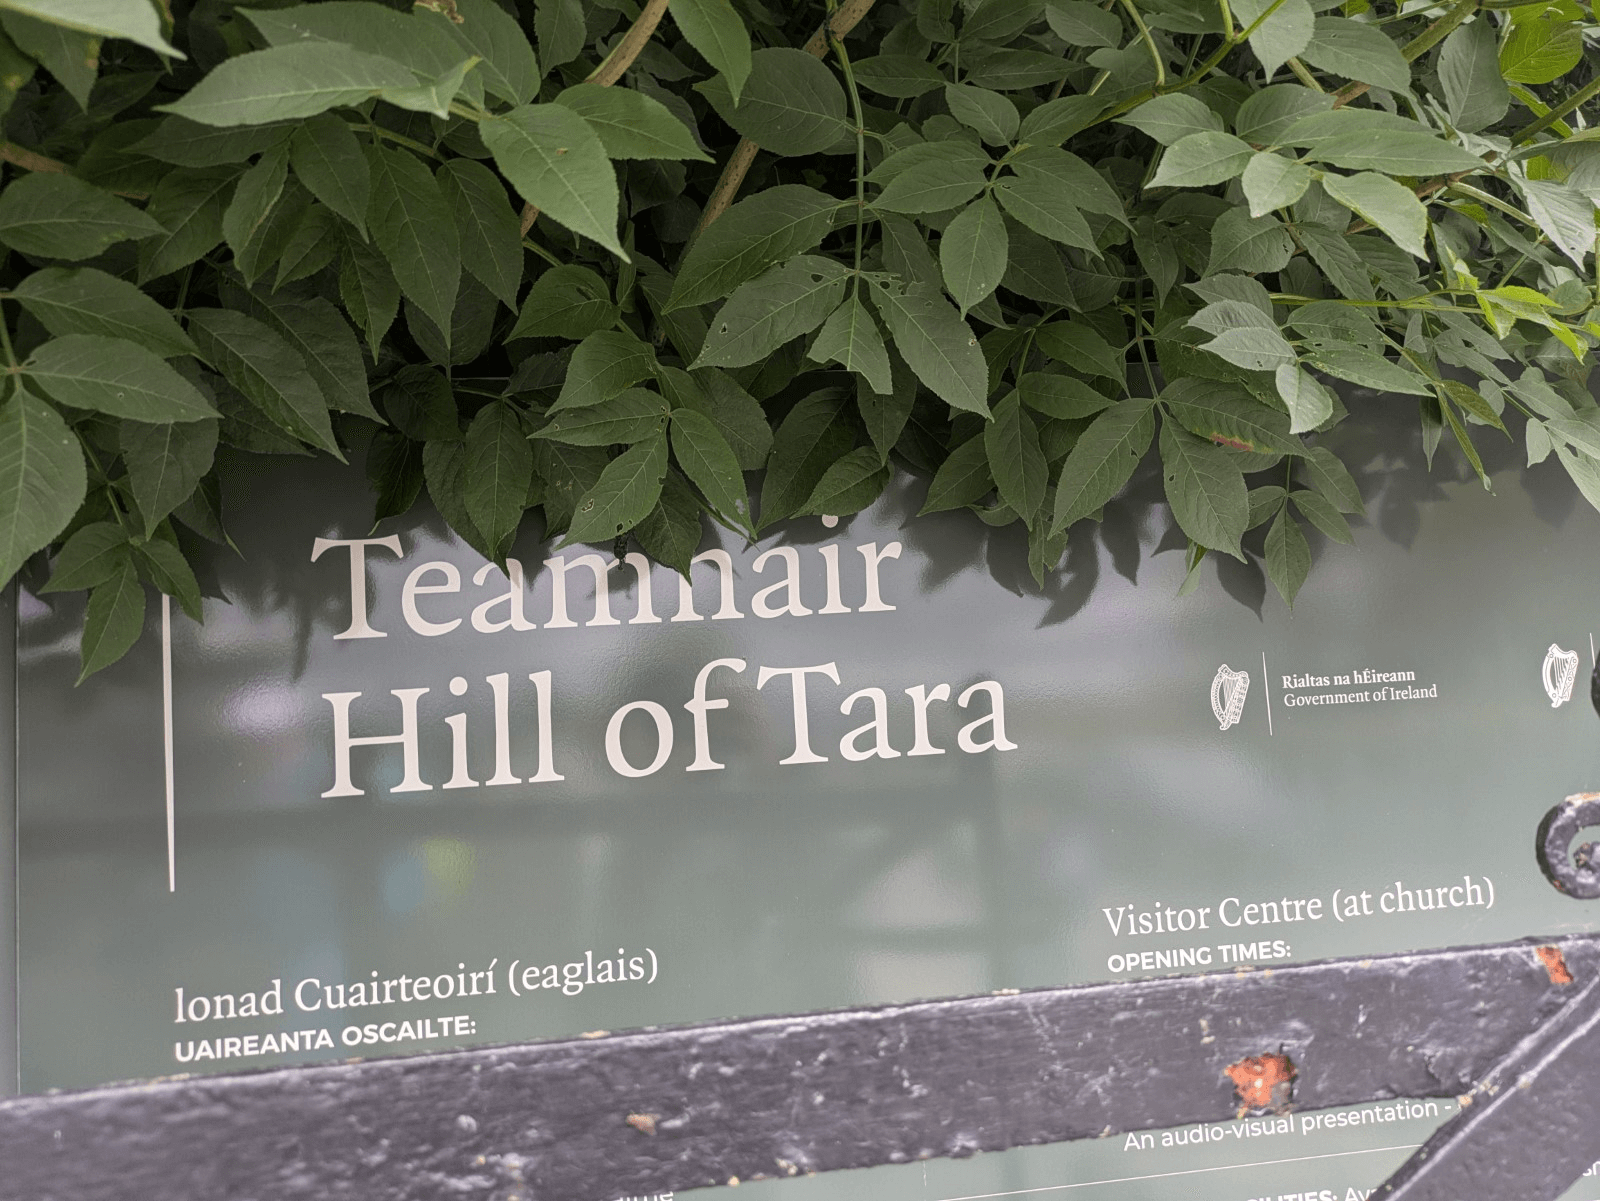 Teamhair
Hill of Tara
Rialtas na hÉireann
Government of Ireland
Ionad Cuairteoirí (eaglais)
UAIREANTA OSCAILTE:
Visitor Centre (at church)
OPENING TIMES:
An audio-visual presentation -